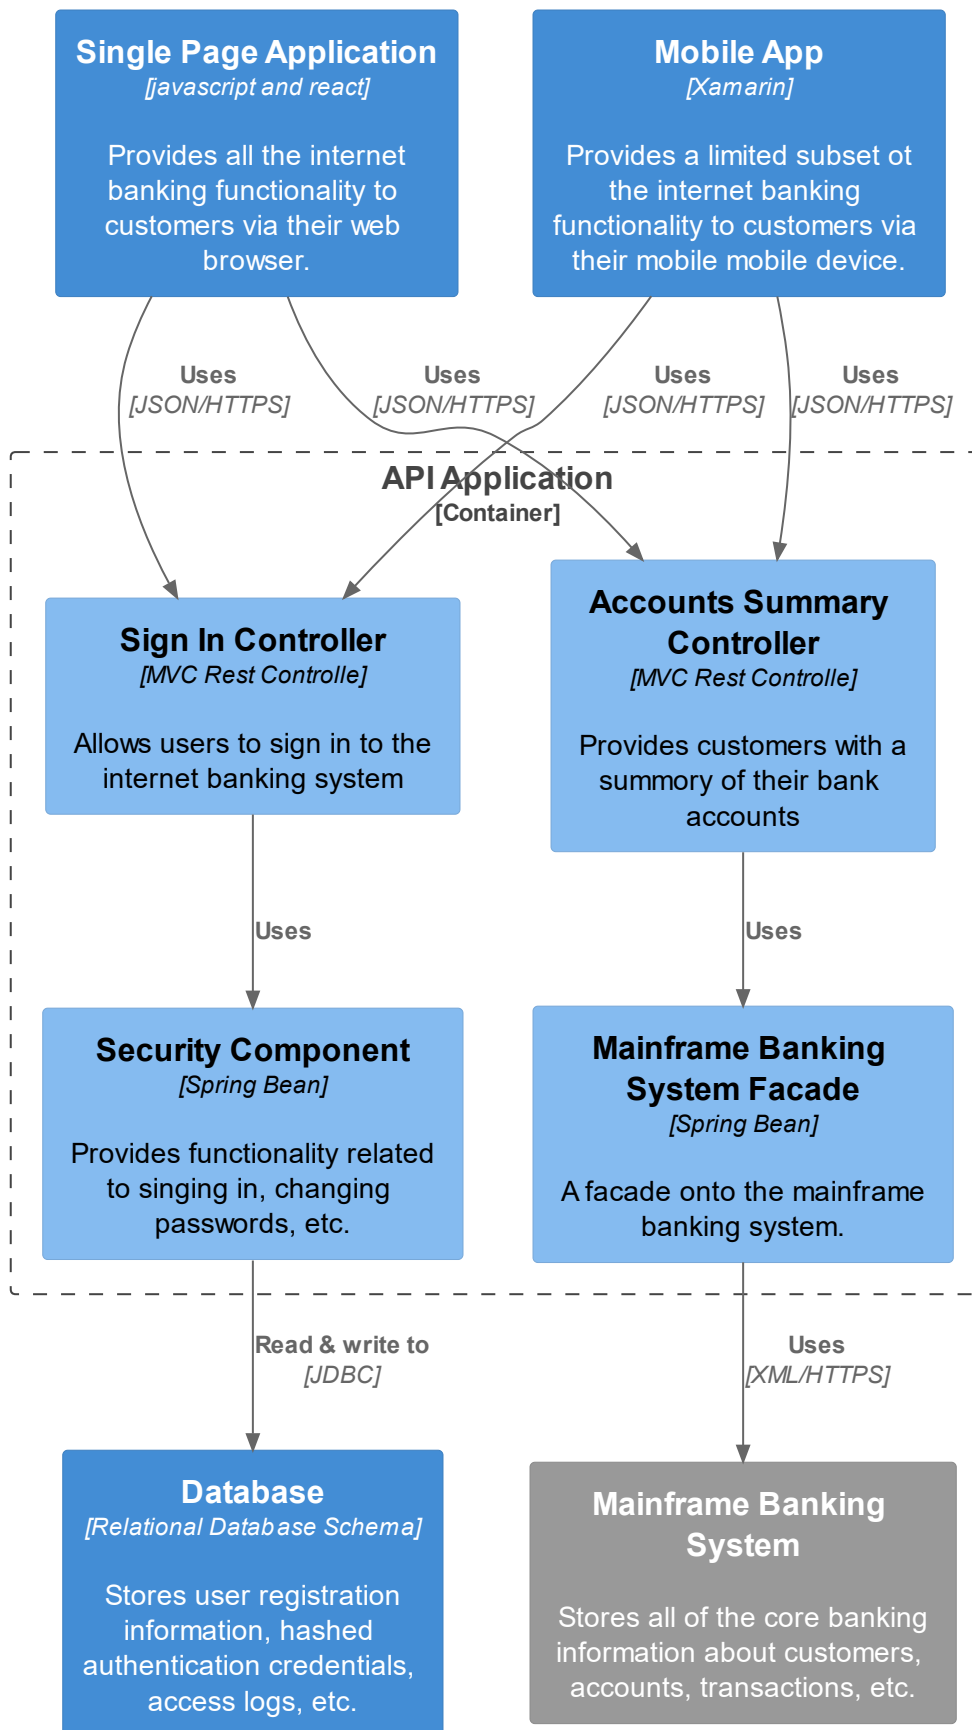 Single Page Application
[javascript and react]
Provides all the internet
banking functionality to
customers via their web
browser.
Mobile App
[Xamarin]
Provides a limited subset ot
the internet banking
functionality to customers via
their mobile mobile device.
Uses
[JSON/HTTPS]
Uses
[JSON/HTTPS]
Uses
[JSON/HTTPS]
Uses
[JSON/HTTPS]
API Application
[Container]
Sign In Controller
[MVC Rest Controlle]
Allows users to sign in to the
internet banking system
Accounts Summary
Controller
[MVC Rest Controlle]
Provides customers with a
summory of their bank
accounts
Uses
Uses
Security Component
[Spring Bean]
Provides functionality related
to singing in, changing
passwords, etc.
Mainframe Banking
System Facade
[Spring Bean]
A facade onto the mainframe
banking system.
Read & write to
[JDBC]
Uses
[XML/HTTPS]
Database
[Relational Database Schema]
Stores user registration
information, hashed
authentication credentials,
access logs, etc.
Mainframe Banking
System
Stores all of the core banking
information about customers,
accounts, transactions, etc.